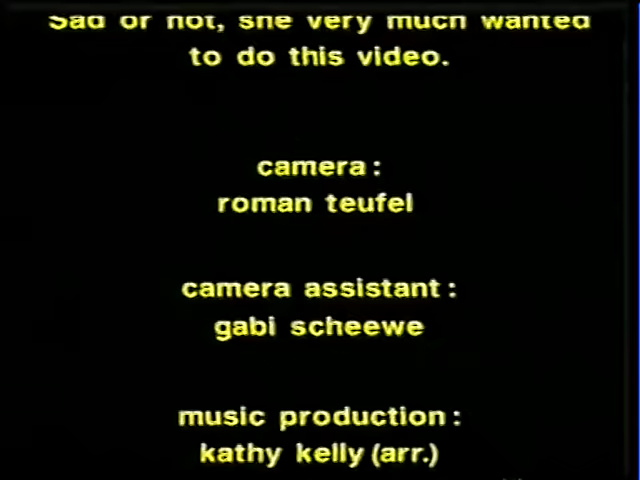 Sad or not, she very much wanted
to do this video.
camera:
roman teufel
camera assistant:
gabi scheewe
music production:
kathy kelly (arr.)